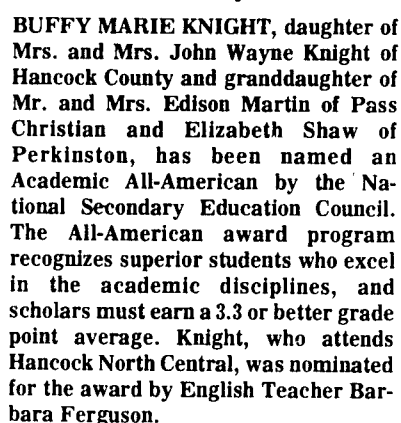 BUFFY MARIE KNIGHT, daughter of
Mrs. and Mrs. John Wayne Knight of
Hancock County and granddaughter of
Mr. and Mrs. Edison Martin of Pass
Christian and Elizabeth Shaw of
Perkinston, has been named an
Academic All-American by the Na-
tional Secondary Education Council.
The All-American award program
recognizes superior students who excel
in the academic disciplines, and
scholars must earn a 3.3 or better grade
point average. Knight, who attends
Hancock North Central, was nominated
for the award by English Teacher Bar-
bara Ferguson.